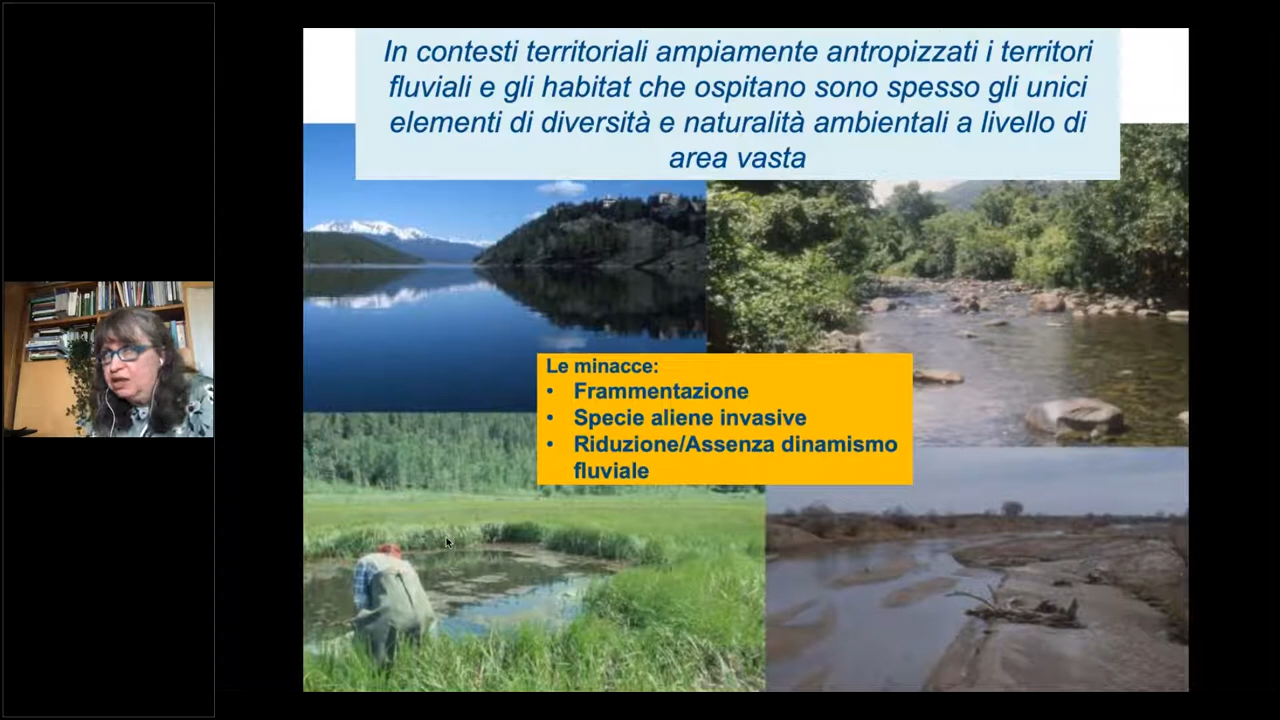 In contesti territoriali ampiamente antropizzati i territori
fluviali e gli habitat che ospitano sono spesso gli unici
elementi di diversità e naturalità ambientali a livello di
area vasta
Le minacce:
• Frammentazione
• Specie aliene invasive
• Riduzione/Assenza dinamismo
fluviale